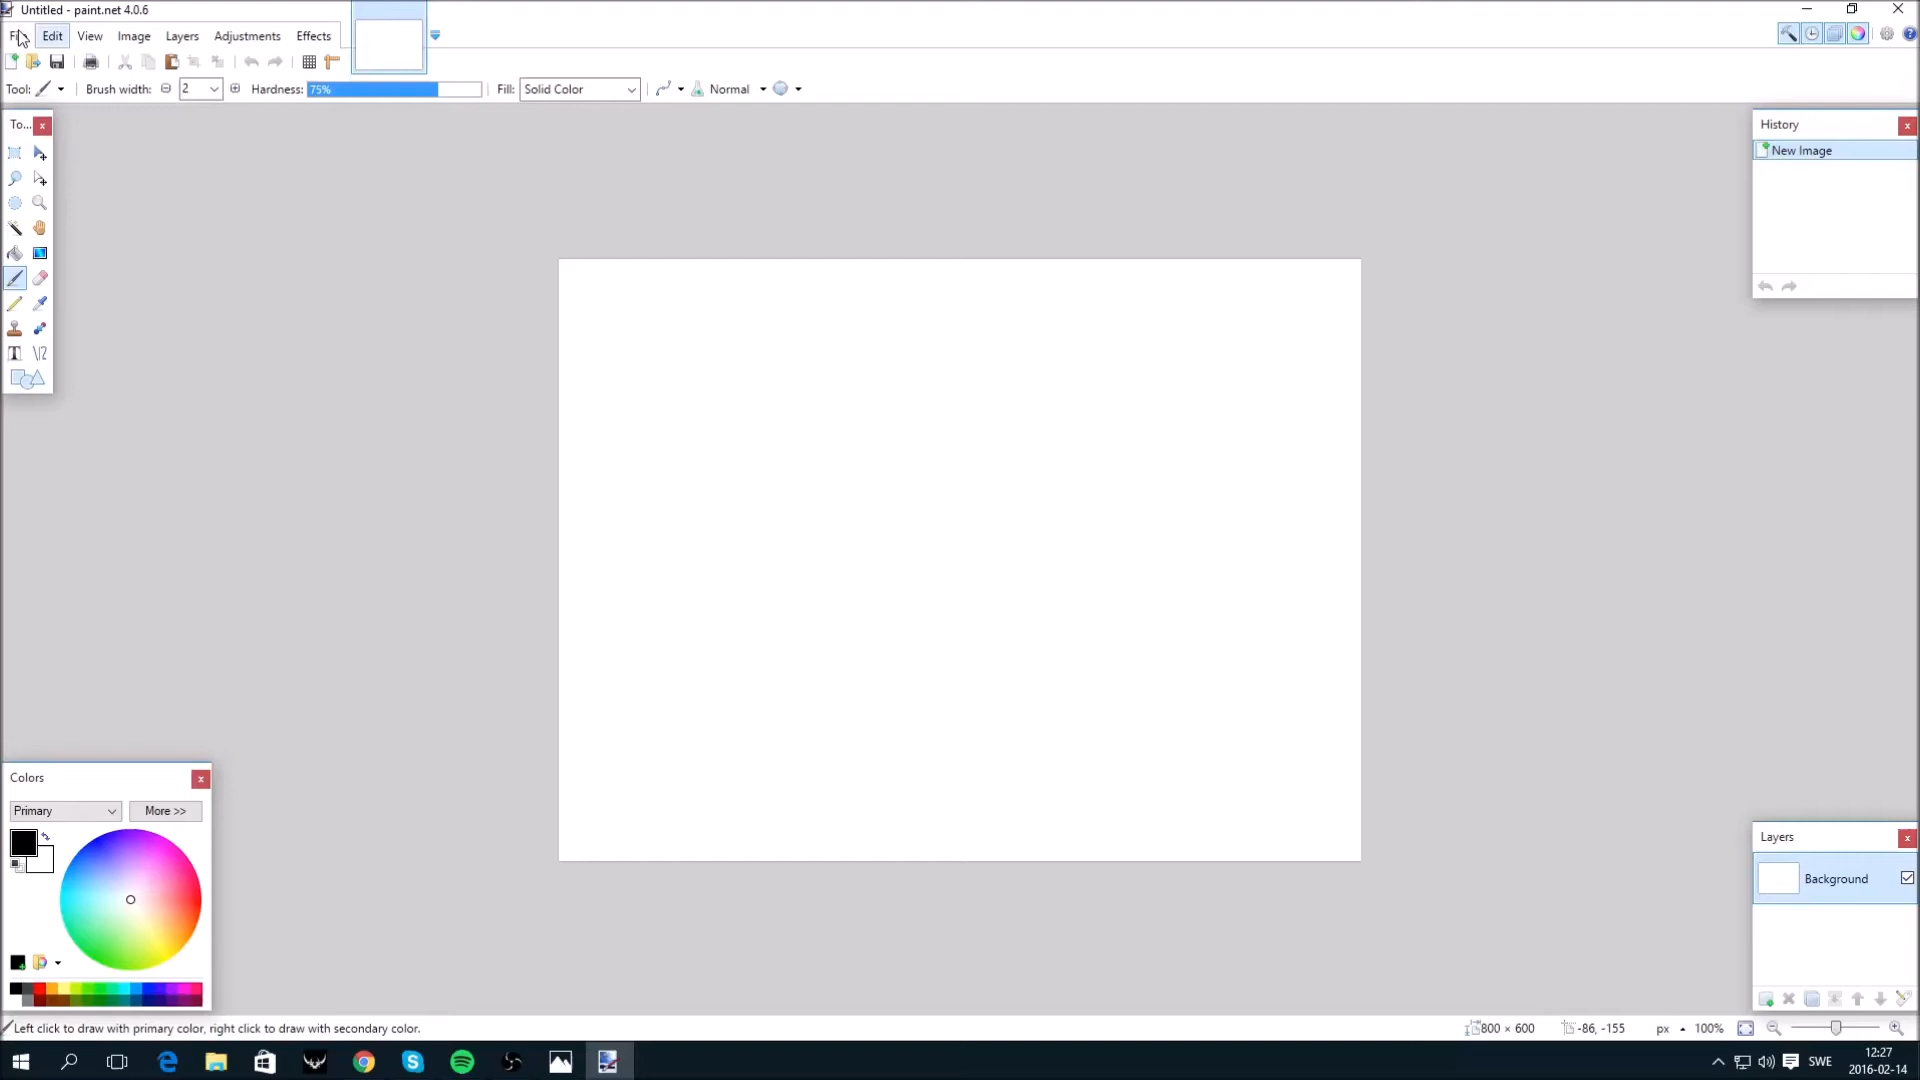 Untitled - paint.net 4.0.6
Edit View Image Layers Adjustments Effects
Tool: Brush width: 2 Hardness: 75% Fill: Solid Color Normal
To... History
New Image
Colors
Primary More >>
Layers
Background
Left click to draw with primary color, right click to draw with secondary color. 800 × 600 -86, -155 px 100%
SWE 12:27
2016-02-14